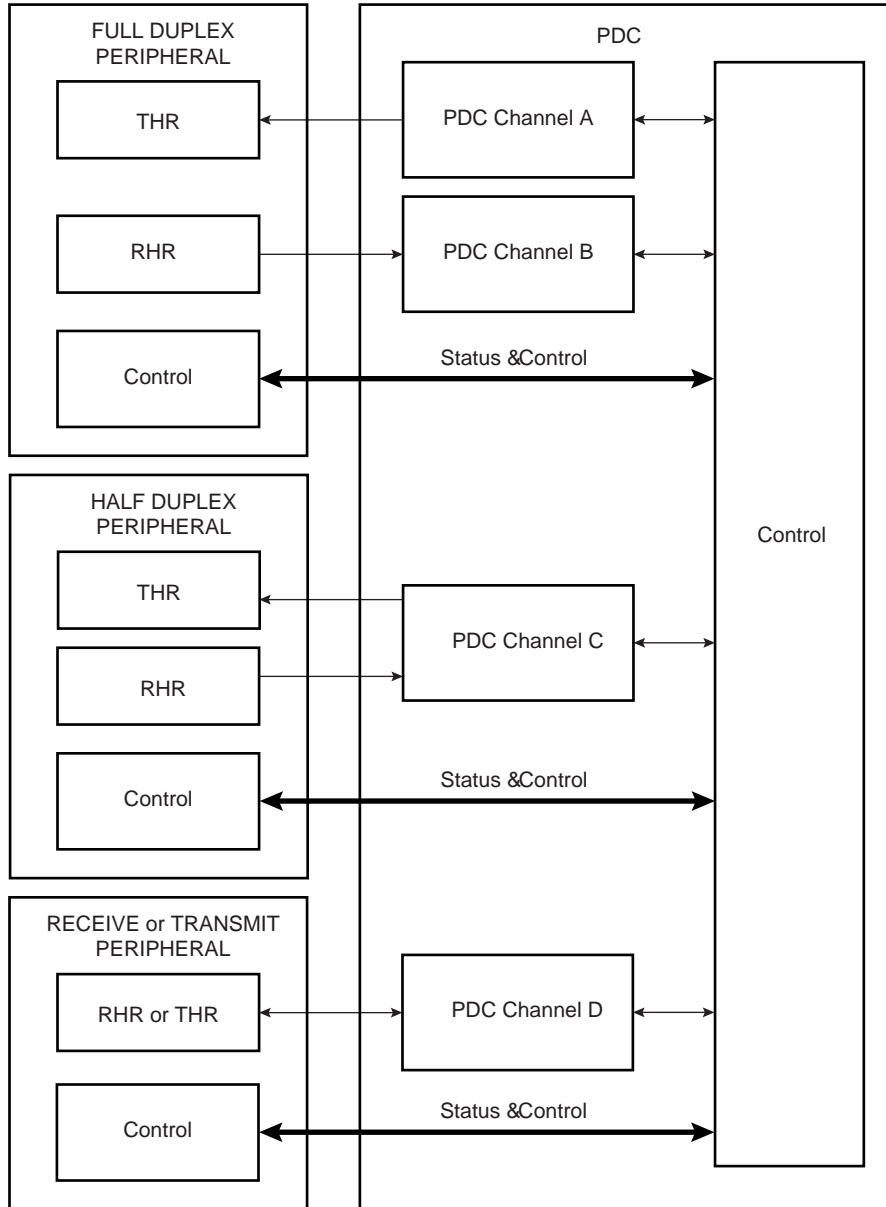 FULL DUPLEX
PERIPHERAL
PDC
THR
PDC Channel A
RHR
PDC Channel B
Control
Status &Control
HALF DUPLEX
PERIPHERAL
THR
Control
PDC Channel C
RHR
Control
Status &Control
RECEIVE or TRANSMIT
PERIPHERAL
RHR or THR
PDC Channel D
Control
Status &Control